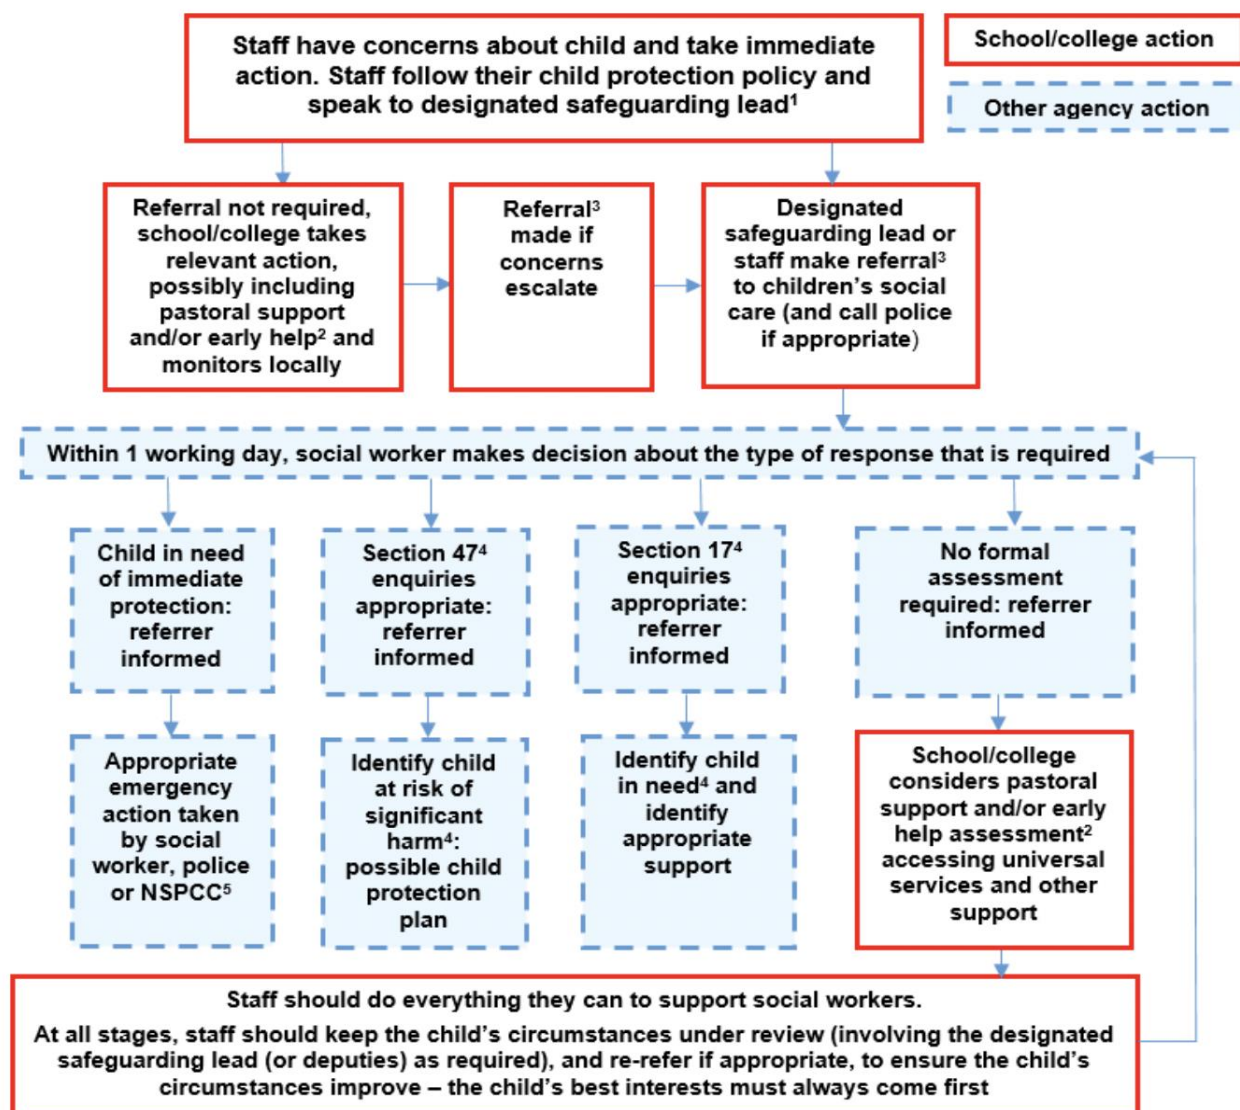 Staff have concerns about child and take immediate
action. Staff follow their child protection policy and
speak to designated safeguarding lead¹
School/college action
Other agency action
Referral not required,
school/college takes
relevant action,
possibly including
pastoral support
and/or early help² and
monitors locally
Referral³
made if
concerns
escalate
Designated
safeguarding lead or
staff make referral³
to children’s social
care (and call police
if appropriate)
Within 1 working day, social worker makes decision about the type of response that is required
Child in need
of immediate
protection:
referrer
informed
Section 47⁴
enquiries
appropriate:
referrer
informed
Section 17⁴
enquiries
appropriate:
referrer
informed
No formal
assessment
required: referrer
informed
Appropriate
emergency
action taken
by social
worker, police
or NSPCC⁵
Identify child
at risk of
significant
harm⁴:
possible child
protection
plan
Identify child
in need⁴ and
identify
appropriate
support
School/college
considers pastoral
support and/or early
help assessment²
accessing universal
services and other
support
Staff should do everything they can to support social workers.
At all stages, staff should keep the child’s circumstances under review (involving the designated
safeguarding lead (or deputies) as required), and re-refer if appropriate, to ensure the child’s
circumstances improve – the child’s best interests must always come first